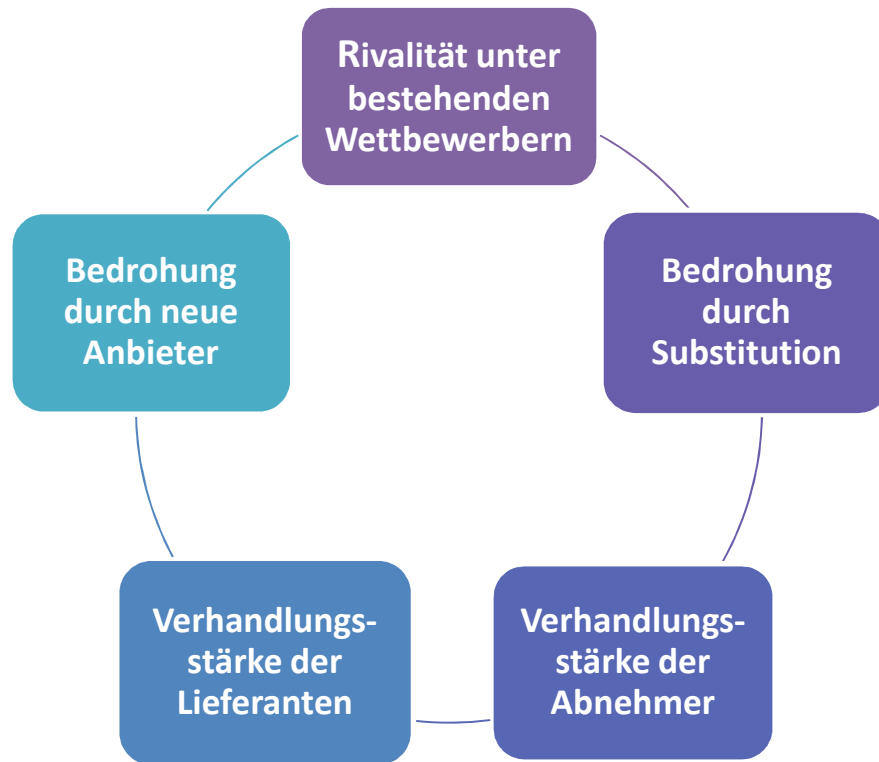 Rivalität unter
bestehenden
Wettbewerbern
Bedrohung
durch neue
Anbieter
Bedrohung
durch
Substitution
Verhandlungs-
stärke der
Lieferanten
Verhandlungs-
stärke der
Abnehmer